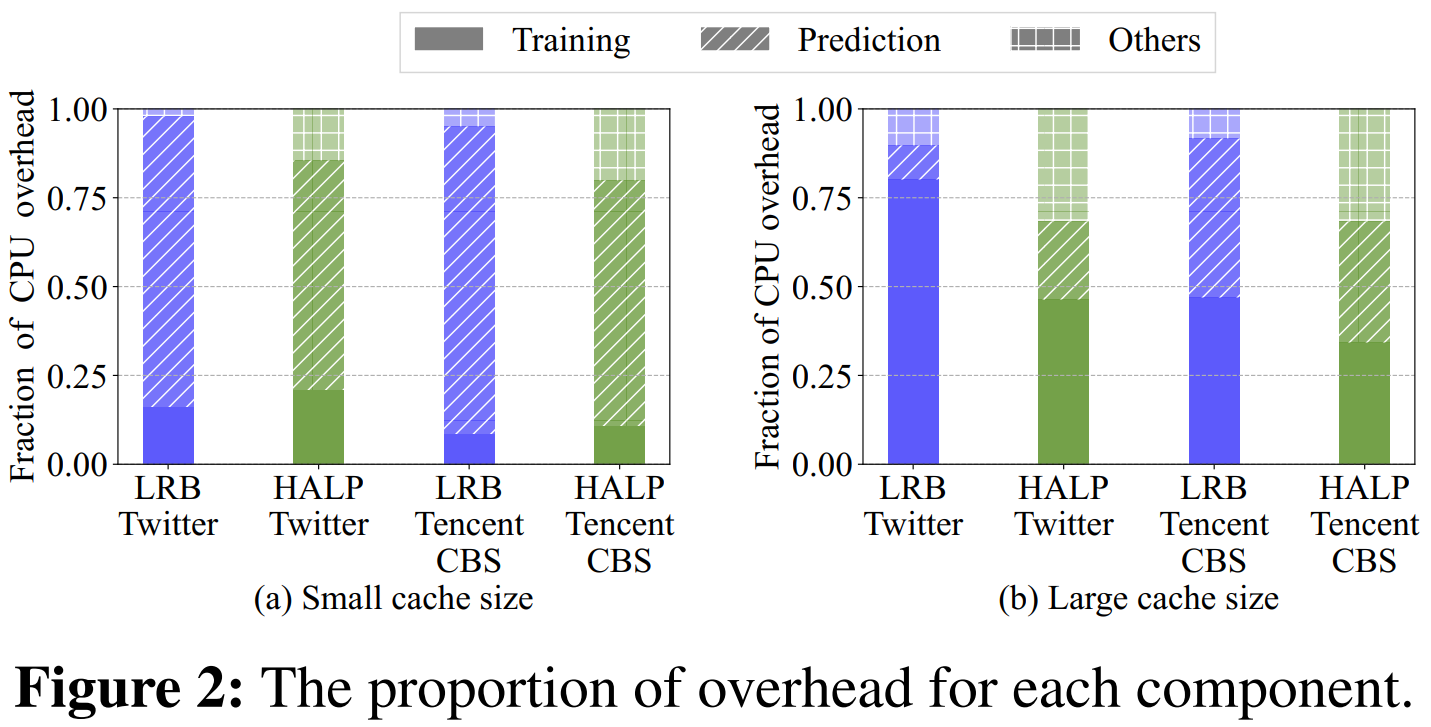 Training Prediction Others
Fraction of CPU overhead
1.00
0.75
0.50
0.25
0.00
LRB Twitter
HALP Twitter
LRB Tencent CBS
HALP Tencent CBS
(a) Small cache size
Fraction of CPU overhead
1.00
0.75
0.50
0.25
0.00
LRB Twitter
HALP Twitter
LRB Tencent CBS
HALP Tencent CBS
(b) Large cache size
Figure 2: The proportion of overhead for each component.